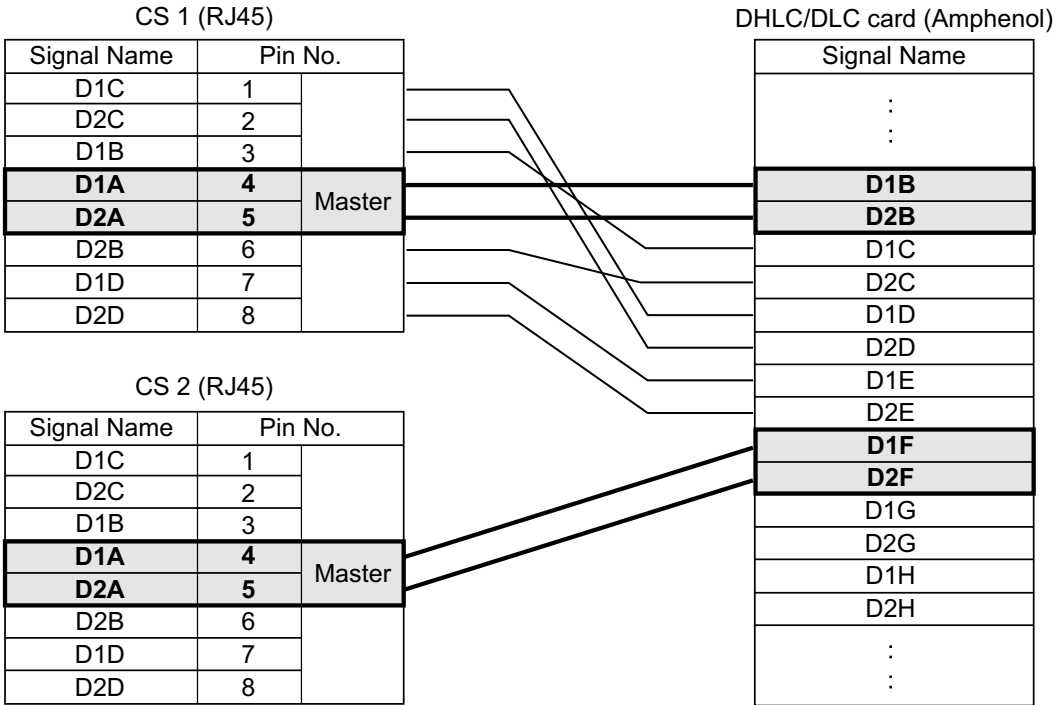 CS 1 (RJ45)
Signal Name Pin No.
D1C 1
D2C 2
D1B 3
D1A 4
Master
D2A 5
D2B 6
D1D 7
D2D 8
CS 2 (RJ45)
Signal Name Pin No.
D1C 1
D2C 2
D1B 3
D1A 4
Master
D2A 5
D2B 6
D1D 7
D2D 8
DHLC/DLC card (Amphenol)
Signal Name
:
:
D1B
D2B
D1C
D2C
D1D
D2D
D1E
D2E
D1F
D2F
D1G
D2G
D1H
D2H
:
: